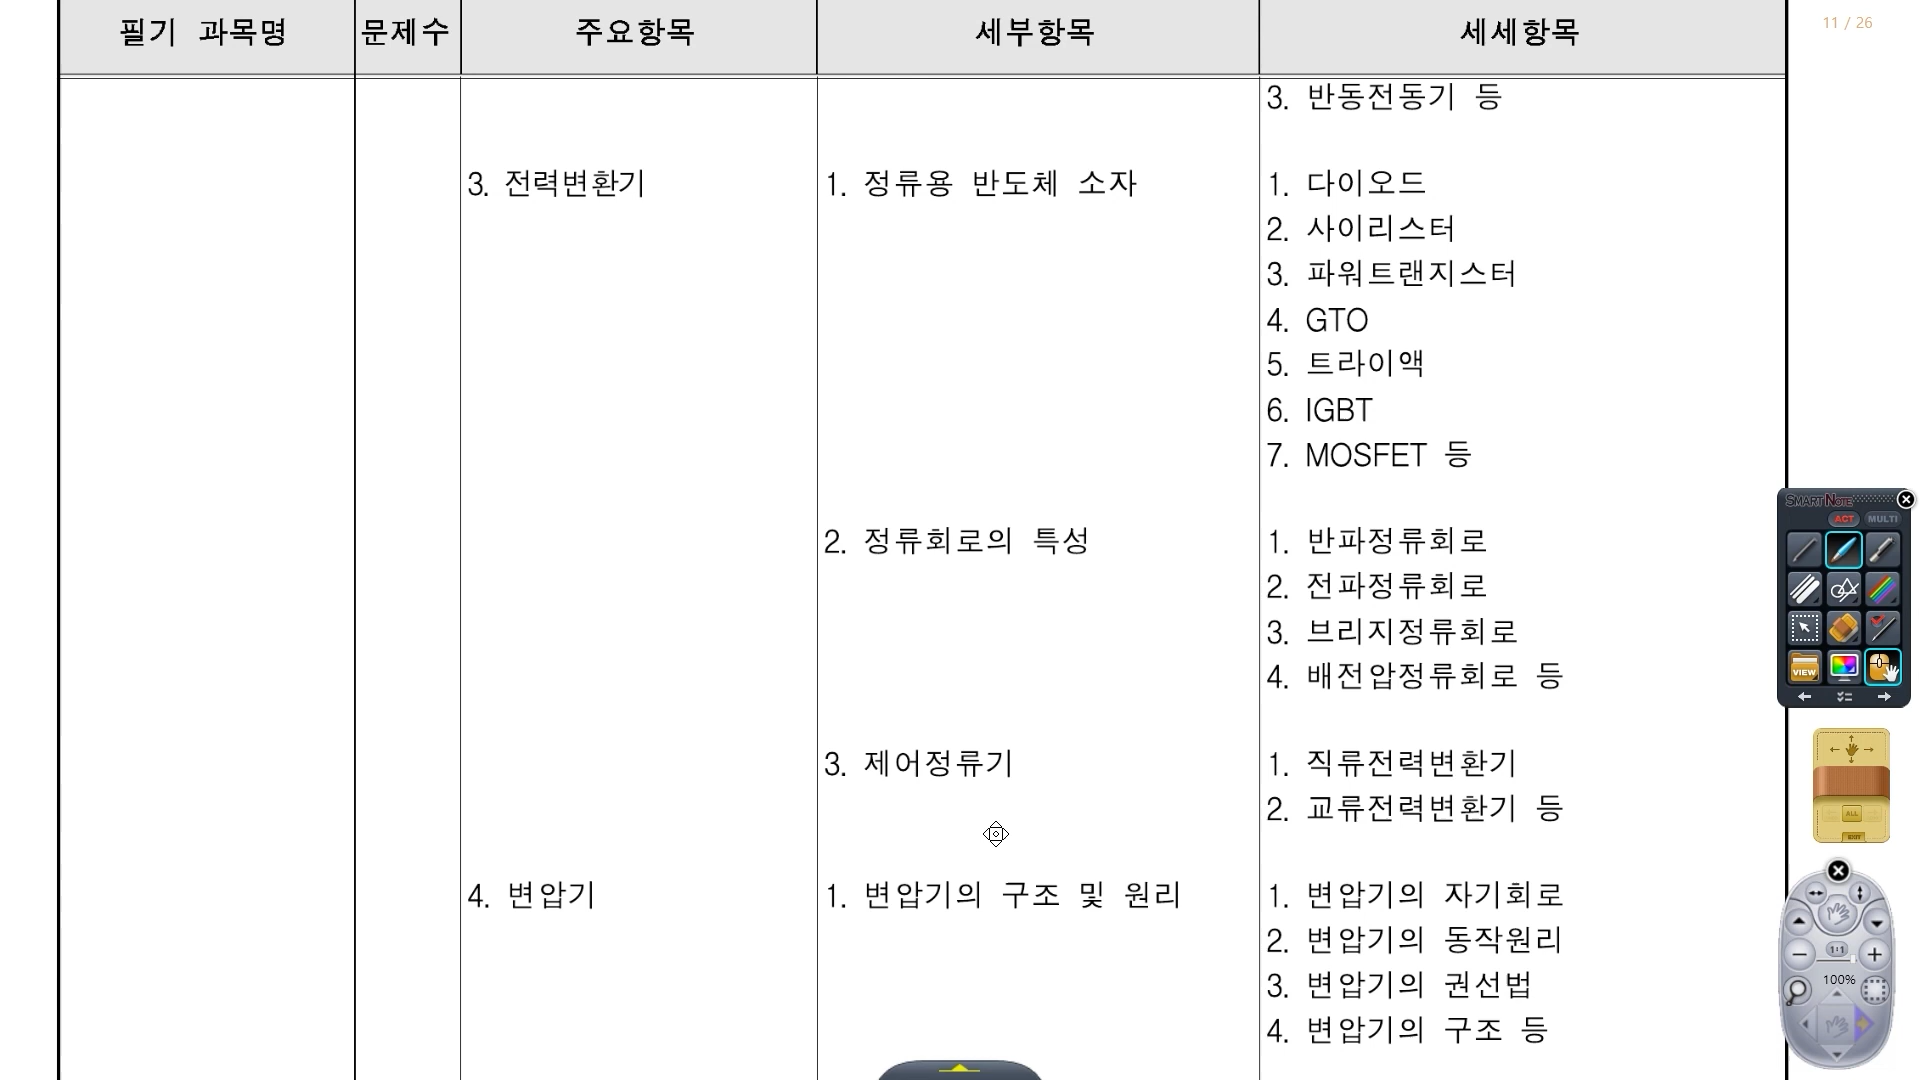 필기 과목명 문제수 주요항목 세부항목 세세항목
11 / 26
3. 반동전동기 등
3. 전력변환기 1. 정류용 반도체 소자 1. 다이오드
2. 사이리스터
3. 파워트랜지스터
4. GTO
5. 트라이액
6. IGBT
7. MOSFET 등
2. 정류회로의 특성 1. 반파정류회로
2. 전파정류회로
3. 브리지정류회로
4. 배전압정류회로 등
3. 제어정류기 1. 직류전력변환기
2. 교류전력변환기 등
4. 변압기 1. 변압기의 구조 및 원리 1. 변압기의 자기회로
2. 변압기의 동작원리
3. 변압기의 권선법
4. 변압기의 구조 등
SMART NOTE
ACT MULTI
VIEW
ALL
EXIT
1:1
100%